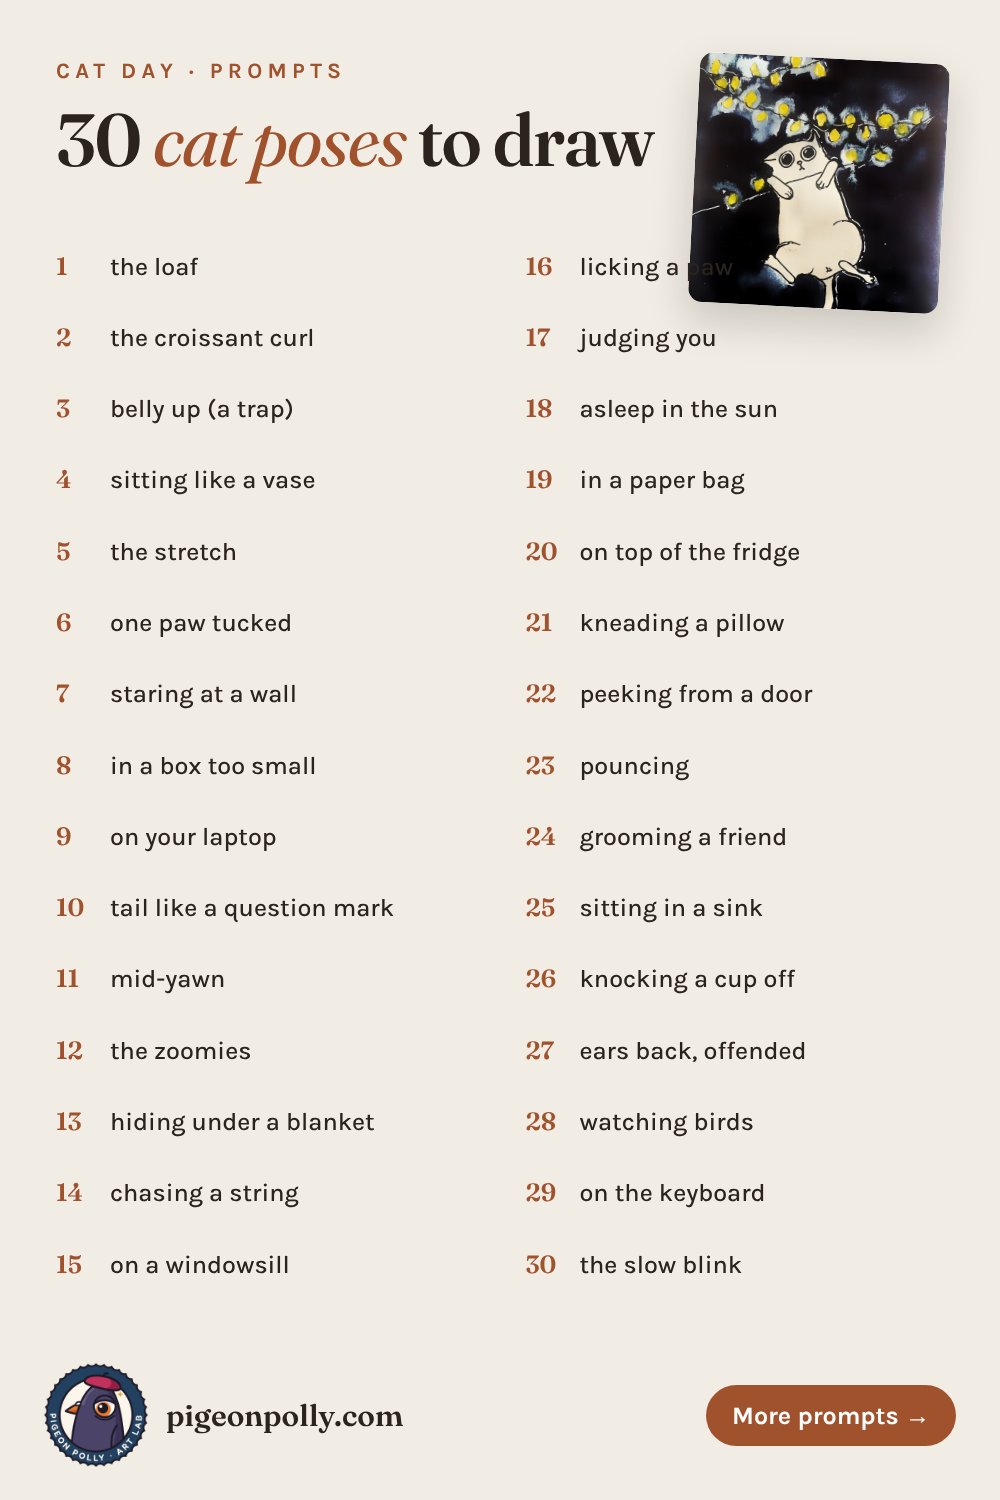 CAT DAY · PROMPTS
30 cat poses to draw
1 the loaf
2 the croissant curl
3 belly up (a trap)
4 sitting like a vase
5 the stretch
6 one paw tucked
7 staring at a wall
8 in a box too small
9 on your laptop
10 tail like a question mark
11 mid-yawn
12 the zoomies
13 hiding under a blanket
14 chasing a string
15 on a windowsill
16 licking a paw
17 judging you
18 asleep in the sun
19 in a paper bag
20 on top of the fridge
21 kneading a pillow
22 peeking from a door
23 pouncing
24 grooming a friend
25 sitting in a sink
26 knocking a cup off
27 ears back, offended
28 watching birds
29 on the keyboard
30 the slow blink
PIGEON POLLY · ART LAB
pigeonpolly.com
More prompts →